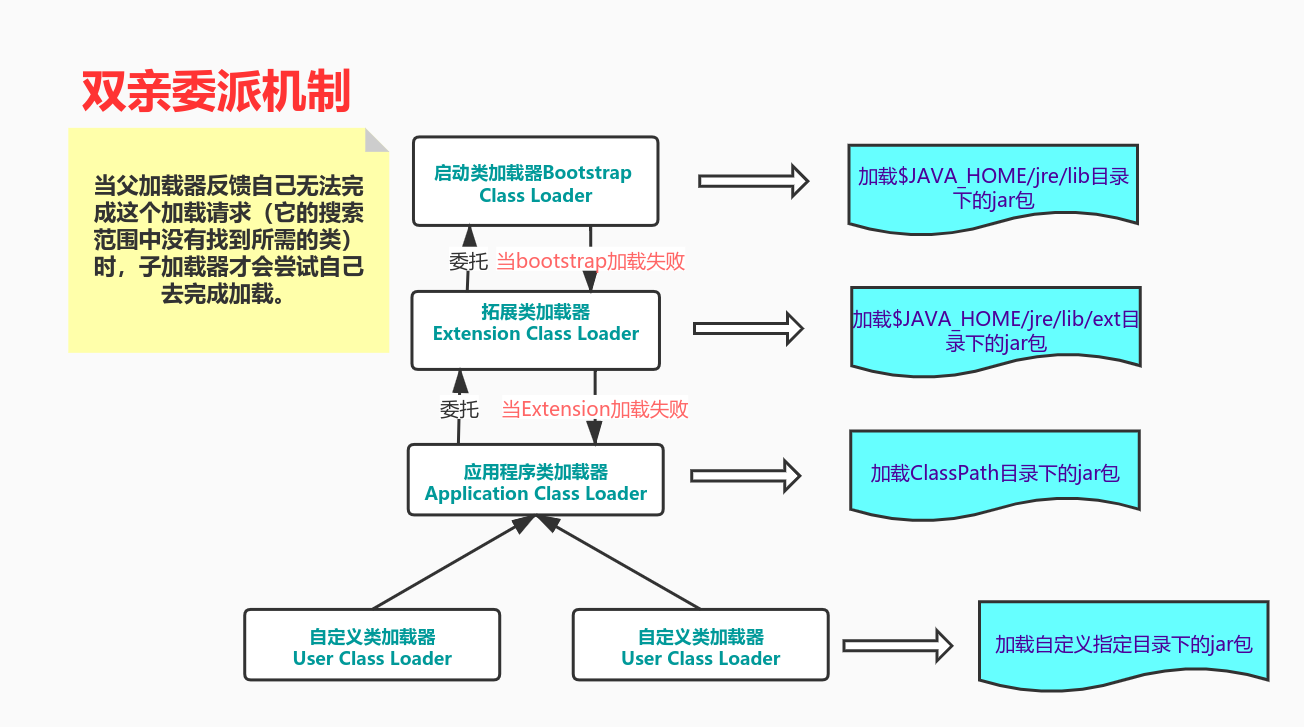 双亲委派机制
当父加载器反馈自己无法完
成这个加载请求（它的搜索
范围中没有找到所需的类）
时，子加载器才会尝试自己
去完成加载。
启动类加载器Bootstrap
Class Loader
加载$JAVA_HOME/jre/lib目录
下的jar包
委托
当bootstrap加载失败
拓展类加载器
Extension Class Loader
加载$JAVA_HOME/jre/lib/ext目
录下的jar包
委托
当Extension加载失败
应用程序类加载器
Application Class Loader
加载ClassPath目录下的jar包
自定义类加载器
User Class Loader
自定义类加载器
User Class Loader
加载自定义指定目录下的jar包